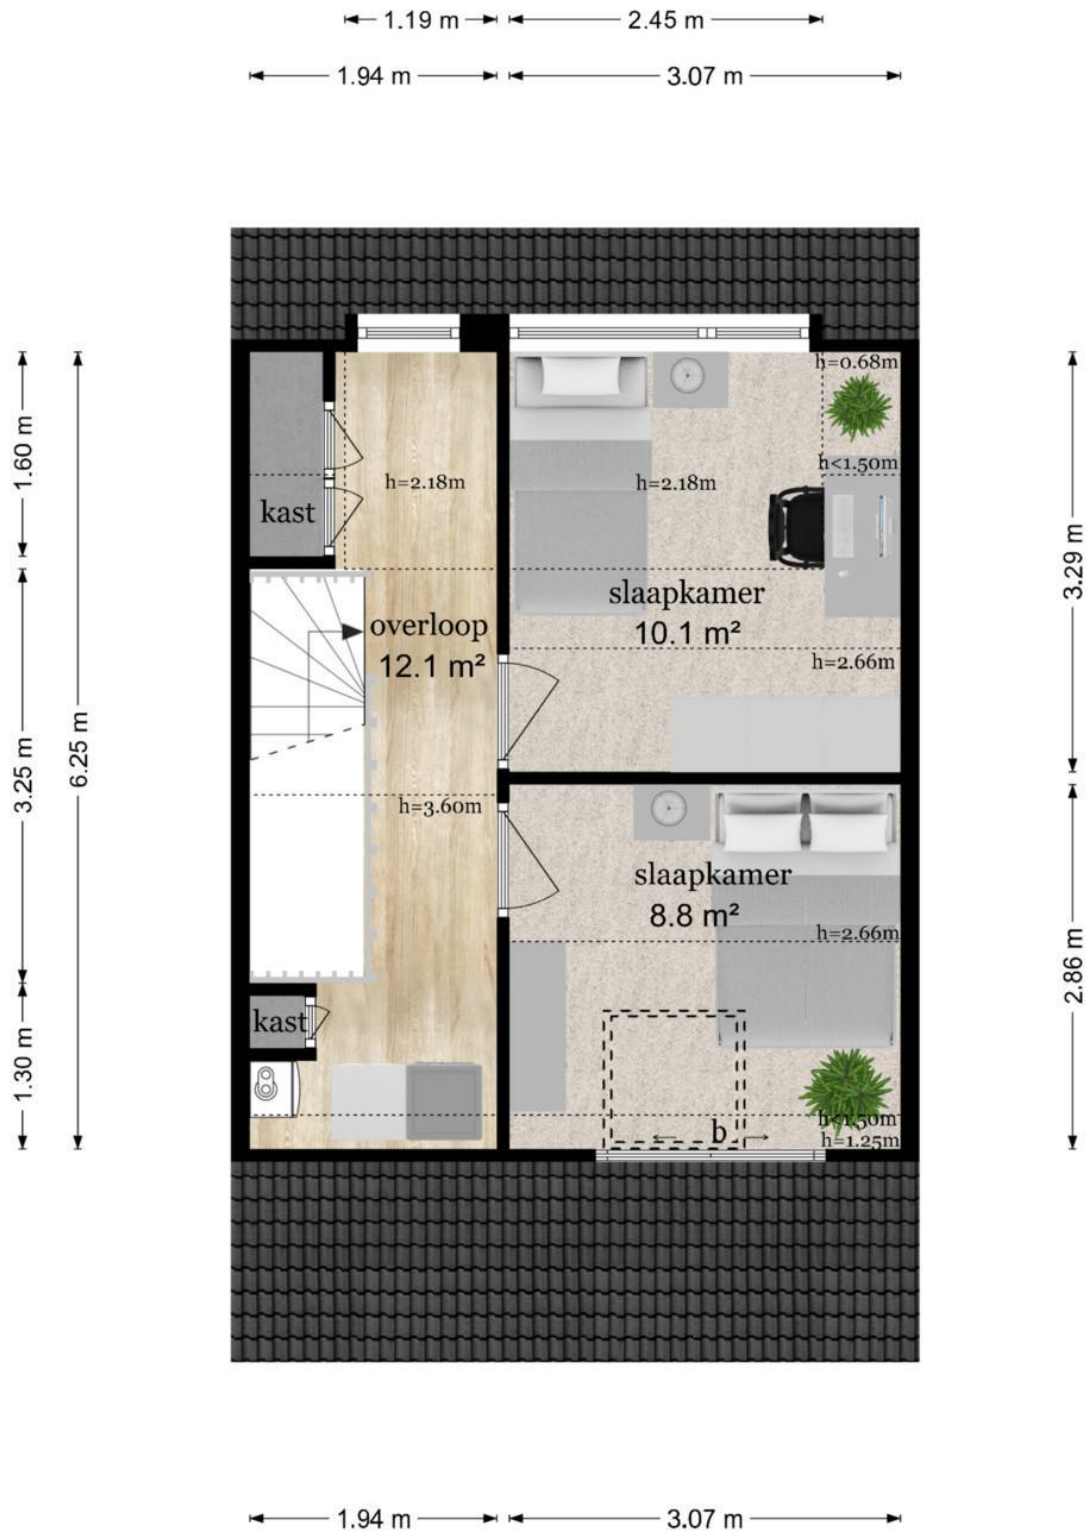 1.19 m
2.45 m
1.94 m
3.07 m
h=0.68m
h<1.50m
h=2.18m
h=2.18m
kast
1.60 m
3.29 m
slaapkamer
10.1 m²
overloop
12.1 m²
h=2.66m
6.25 m
3.25 m
h=3.60m
slaapkamer
8.8 m²
h=2.66m
2.86 m
kast
1.30 m
b
h<1.50m
h=1.25m
1.94 m
3.07 m